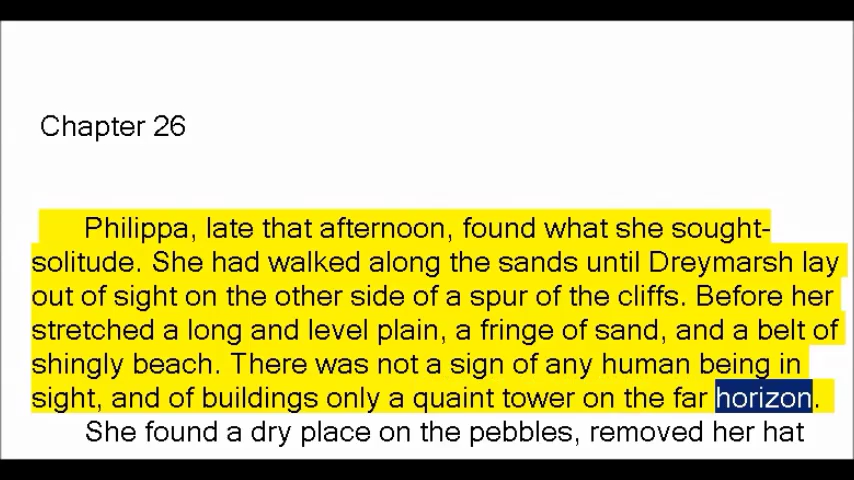 Chapter 26
Philippa, late that afternoon, found what she sought-
solitude. She had walked along the sands until Dreymarsh lay
out of sight on the other side of a spur of the cliffs. Before her
stretched a long and level plain, a fringe of sand, and a belt of
shingly beach. There was not a sign of any human being in
sight, and of buildings only a quaint tower on the far horizon.
She found a dry place on the pebbles, removed her hat